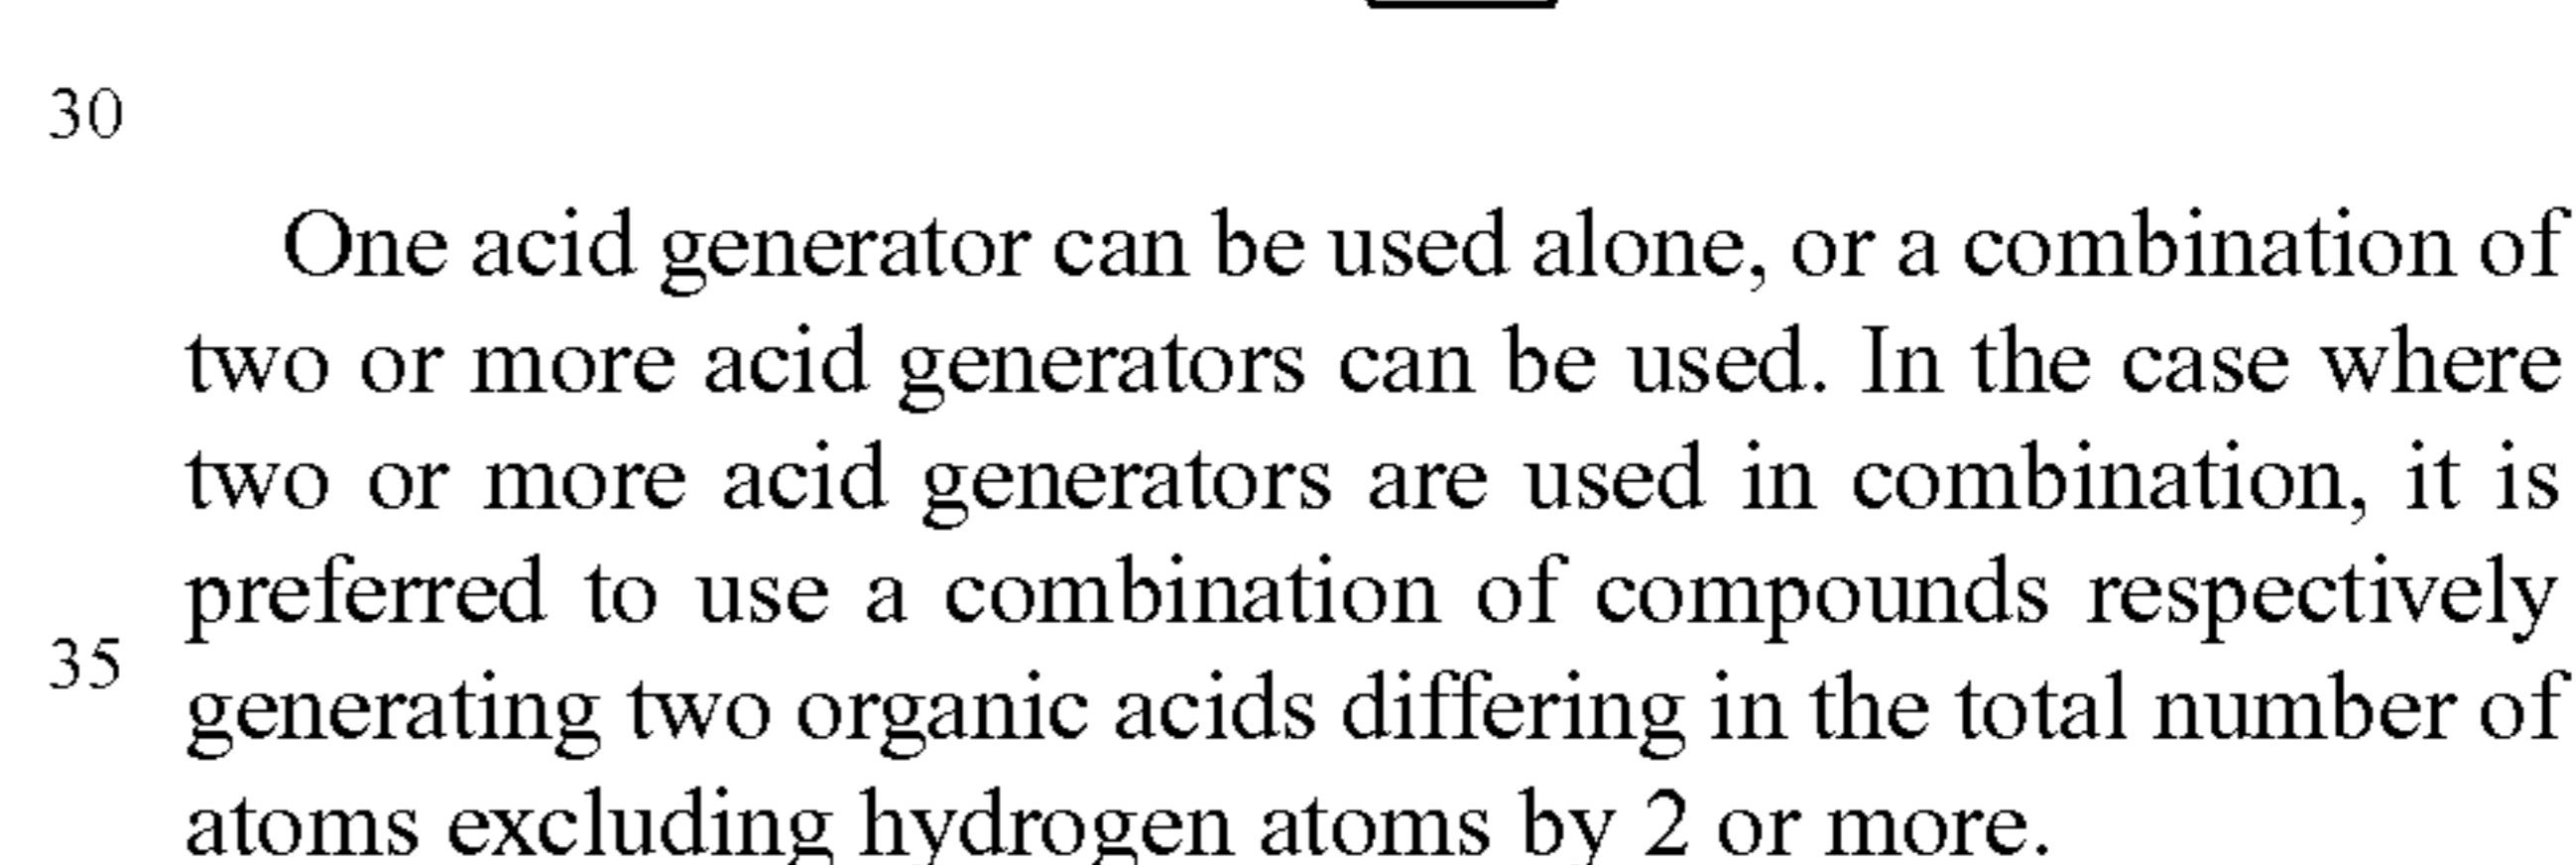 30
One acid generator can be used alone, or a combination of
two or more acid generators can be used. In the case where
two or more acid generators are used in combination, it is
preferred to use a combination of compounds respectively
35
generating two organic acids differing in the total number of
atoms excluding hydrogen atoms by 2 or more.